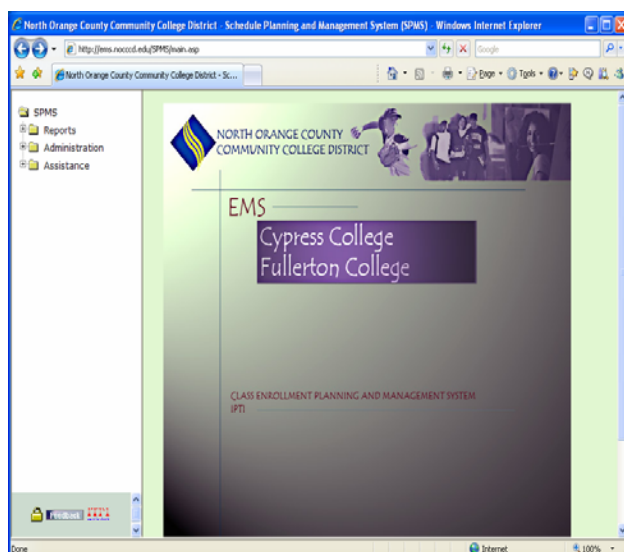 North Orange County Community College District - Schedule Planning and Management System (SPMS) - Windows Internet Explorer
http://ems.nocccd.edu/SPMS/main.asp
Google
North Orange County Community College District - Sc...
Page
Tools
SPMS
Reports
Administration
Assistance
NORTH ORANGE COUNTY
COMMUNITY COLLEGE DISTRICT
EMS
Cypress College
Fullerton College
CLASS ENROLLMENT PLANNING AND MANAGEMENT SYSTEM
Feedback
Done
Internet
100%